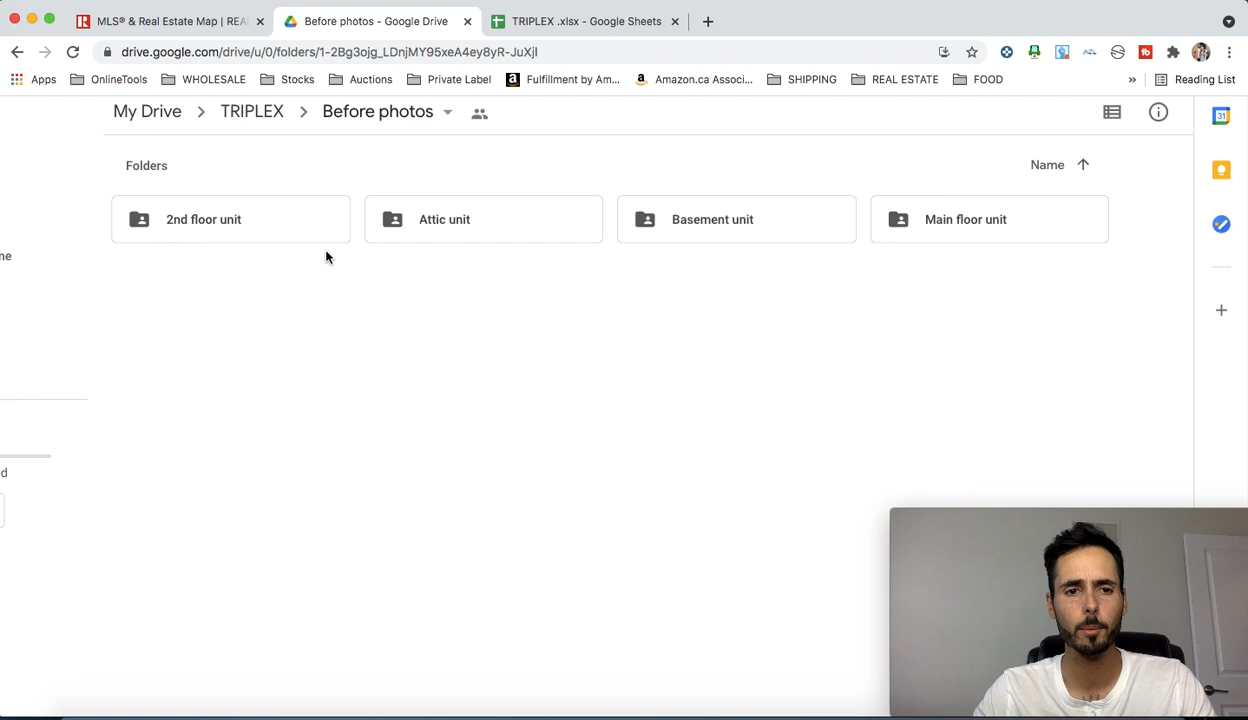 MLS® & Real Estate Map | REA
Before photos - Google Drive
TRIPLEX .xlsx - Google Sheets
drive.google.com/drive/u/0/folders/1-2Bg3ojg_LDnjMY95xeA4ey8yR-JuXjI
Apps OnlineTools WHOLESALE Stocks Auctions Private Label Fulfillment by Am... Amazon.ca Associ... SHIPPING REAL ESTATE FOOD » Reading List
My Drive > TRIPLEX > Before photos
Folders
Name
2nd floor unit
Attic unit
Basement unit
Main floor unit
me
d
31